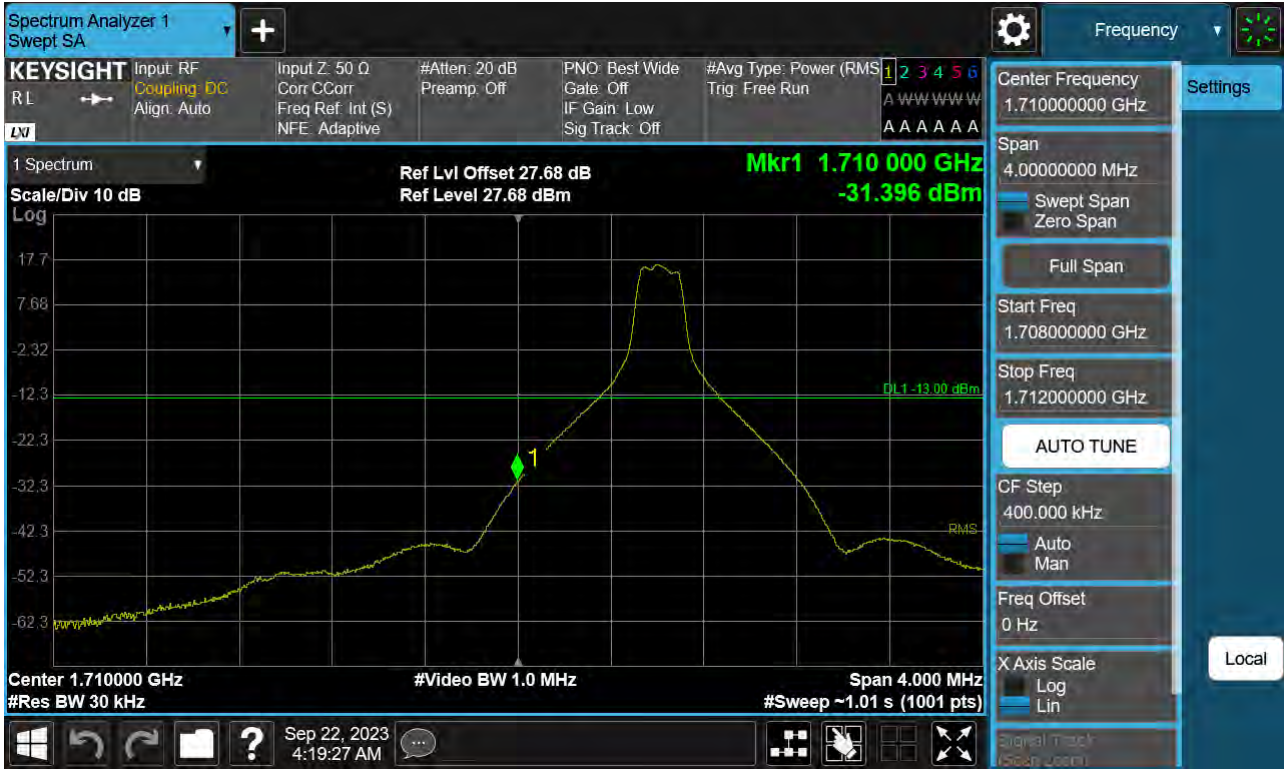 Spectrum Analyzer 1
Swept SA
Frequency
KEYSIGHT
RL
LXI
Input: RF
Coupling: DC
Align: Auto
Input Z: 50 Ω
Corr CCorr
Freq Ref: Int (S)
NFE: Adaptive
#Atten: 20 dB
Preamp: Off
PNO: Best Wide
Gate: Off
IF Gain: Low
Sig Track: Off
#Avg Type: Power (RMS
Trig: Free Run
1 2 3 4 5 6
A W W W W W
A A A A A A
1 Spectrum
Scale/Div 10 dB
Log
Ref Lvl Offset 27.68 dB
Ref Level 27.68 dBm
Mkr1 1.710 000 GHz
-31.396 dBm
17.7
7.68
-2.32
-12.3
-22.3
-32.3
-42.3
-52.3
-62.3
DL1 -13.00 dBm
1
RMS
Center 1.710000 GHz
#Res BW 30 kHz
#Video BW 1.0 MHz
Span 4.000 MHz
#Sweep ~1.01 s (1001 pts)
Center Frequency
1.710000000 GHz
Settings
Span
4.00000000 MHz
Swept Span
Zero Span
Full Span
Start Freq
1.708000000 GHz
Stop Freq
1.712000000 GHz
AUTO TUNE
CF Step
400.000 kHz
Auto
Man
Freq Offset
0 Hz
X Axis Scale
Log
Lin
Signal Track
(Span Zoom)
Local
Sep 22, 2023
4:19:27 AM